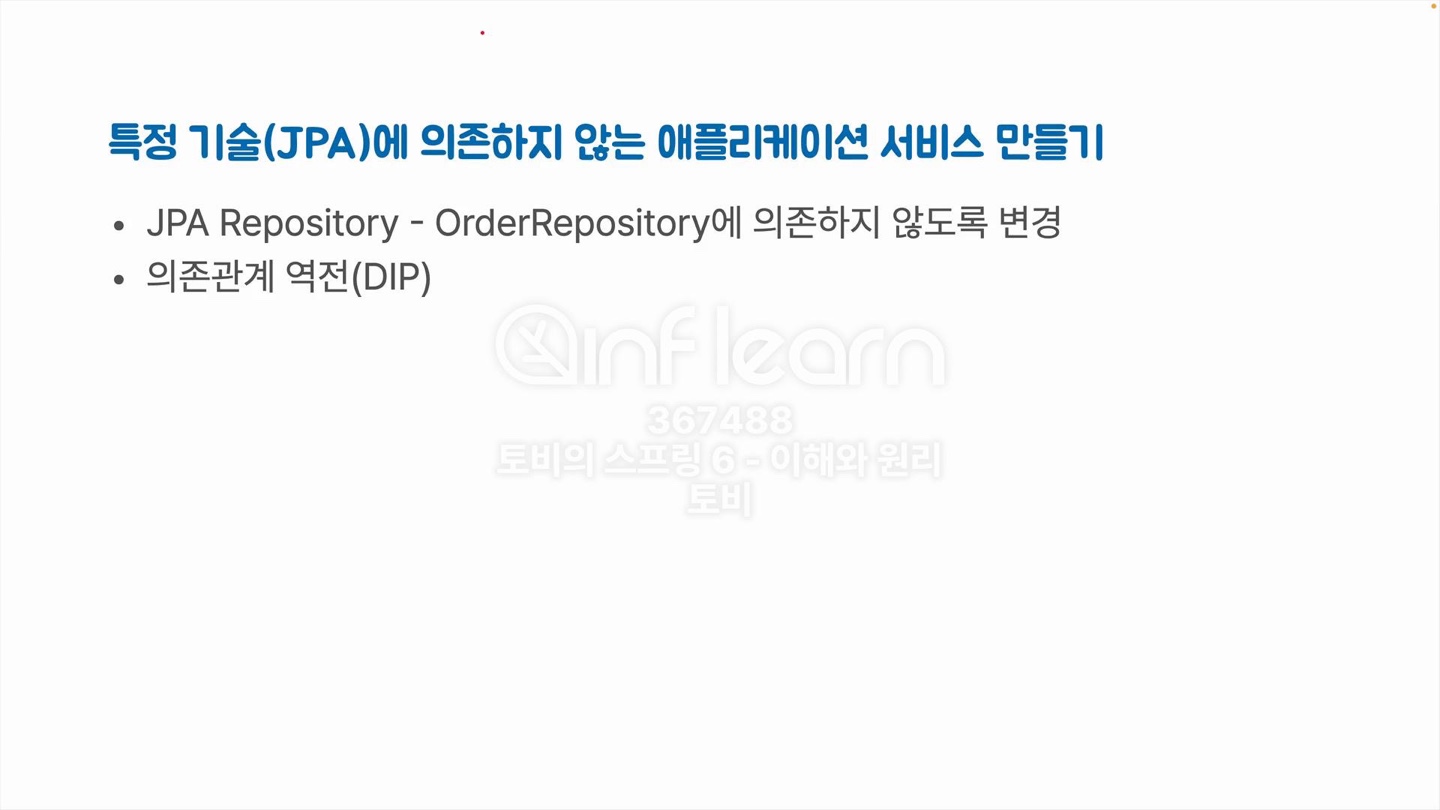 특정 기술(JPA)에 의존하지 않는 애플리케이션 서비스 만들기
• JPA Repository - OrderRepository에 의존하지 않도록 변경
• 의존관계 역전(DIP)
inflearn
367488
토비의 스프링 6 - 이해와 원리
토비